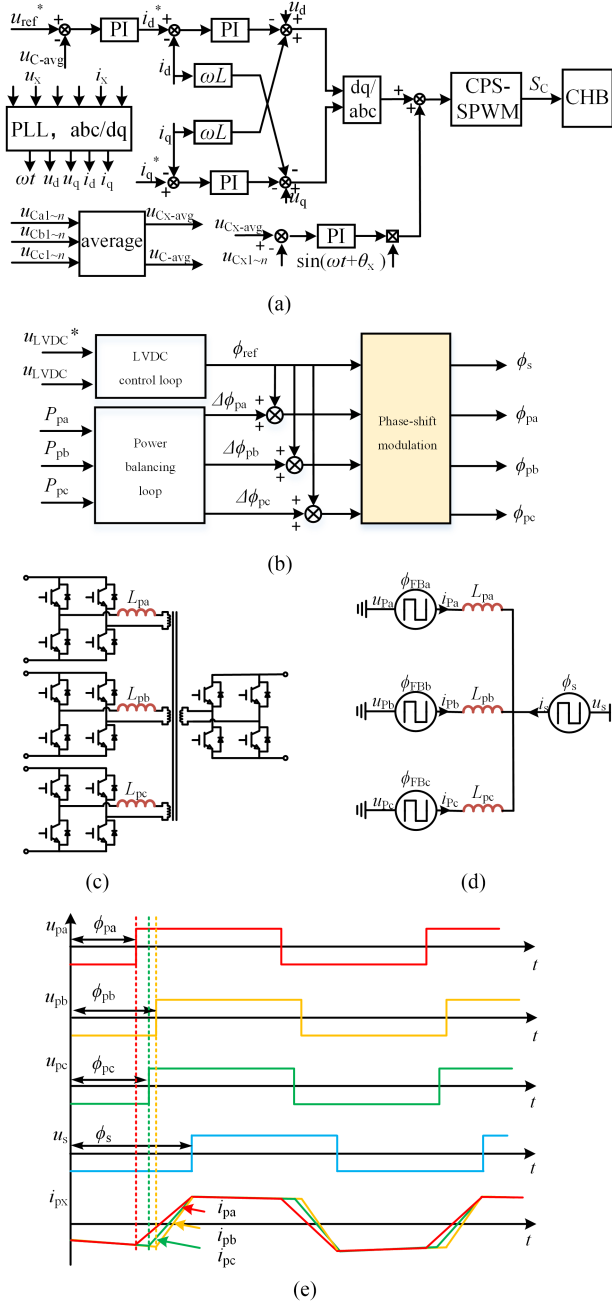 u_ref* i_d* u_d
PI PI
u_C-avg
u_x i_x i_d ωL
PLL，abc/dq i_q ωL
dq/abc CPS-SPWM S_C CHB
ωt u_d u_q i_d i_q i_q* PI u_q
u_Ca1~n u_Cx-avg
u_Cb1~n average u_Cx-avg PI
u_Cc1~n u_C-avg u_Cx1~n sin(ωt+θ_x)
(a)
u_LVDC* LVDC control loop ϕ_ref ϕ_s
u_LVDC
P_pa Δϕ_pa ϕ_pa
P_pb Power balancing loop Δϕ_pb Phase-shift modulation ϕ_pb
P_pc Δϕ_pc ϕ_pc
(b)
L_pa
L_pb
L_pc
(c)
ϕ_FBa
u_Pa i_Pa L_pa
ϕ_FBb ϕ_s
u_Pb i_Pb L_pb i_s u_s
ϕ_FBc
u_Pc i_Pc L_pc
(d)
u_pa ϕ_pa t
u_pb ϕ_pb t
u_pc ϕ_pc t
u_s ϕ_s t
i_px i_pa
i_pb t
i_pc
(e)